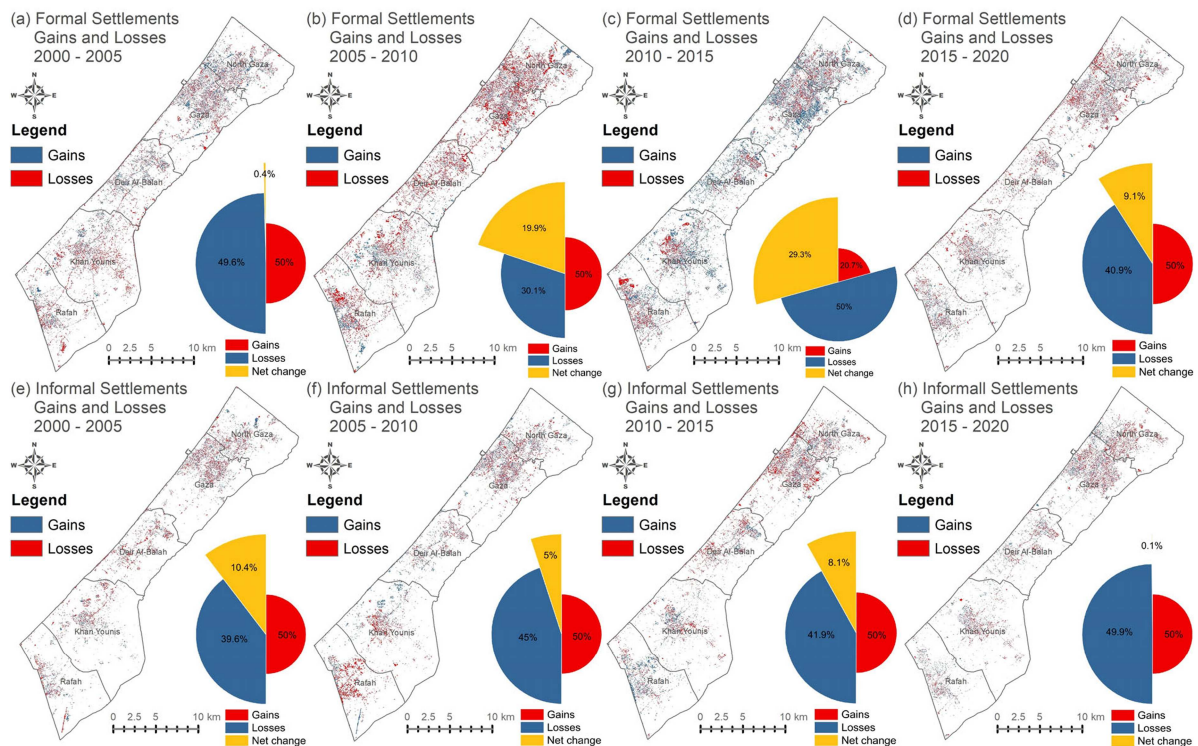 (a) Formal Settlements
Gains and Losses
2000 - 2005
N
W E
S
Legend
Gains
Losses
North Gaza
Gaza
Deir Al-Balah
Khan Younis
Rafah
0.4%
49.6%
50%
0 2.5 5 10 km
Gains
Losses
Net change
(b) Formal Settlements
Gains and Losses
2005 - 2010
N
W E
S
Legend
Gains
Losses
North Gaza
Gaza
Deir Al-Balah
Khan Younis
Rafah
19.9%
30.1%
50%
0 2.5 5 10 km
Gains
Losses
Net change
(c) Formal Settlements
Gains and Losses
2010 - 2015
N
W E
S
Legend
Gains
Losses
North Gaza
Gaza
Deir Al-Balah
Khan Younis
Rafah
29.3%
20.7%
50%
0 2.5 5 10 km
Gains
Losses
Net change
(d) Formal Settlements
Gains and Losses
2015 - 2020
N
W E
S
Legend
Gains
Losses
North Gaza
Gaza
Deir Al-Balah
Khan Younis
Rafah
9.1%
40.9%
50%
0 2.5 5 10 km
Gains
Losses
Net change
(e) Informal Settlements
Gains and Losses
2000 - 2005
N
W E
S
Legend
Gains
Losses
North Gaza
Gaza
Deir Al-Balah
Khan Younis
Rafah
10.4%
39.6%
50%
0 2.5 5 10 km
Gains
Losses
Net change
(f) Informal Settlements
Gains and Losses
2005 - 2010
N
W E
S
Legend
Gains
Losses
North Gaza
Gaza
Deir Al-Balah
Khan Younis
Rafah
5%
45%
50%
0 2.5 5 10 km
Gains
Losses
Net change
(g) Informal Settlements
Gains and Losses
2010 - 2015
N
W E
S
Legend
Gains
Losses
North Gaza
Gaza
Deir Al-Balah
Khan Younis
Rafah
8.1%
41.9%
50%
0 2.5 5 10 km
Gains
Losses
Net change
(h) Informall Settlements
Gains and Losses
2015 - 2020
N
W E
S
Legend
Gains
Losses
North Gaza
Gaza
Deir Al-Balah
Khan Younis
Rafah
0.1%
49.9%
50%
0 2.5 5 10 km
Gains
Losses
Net change